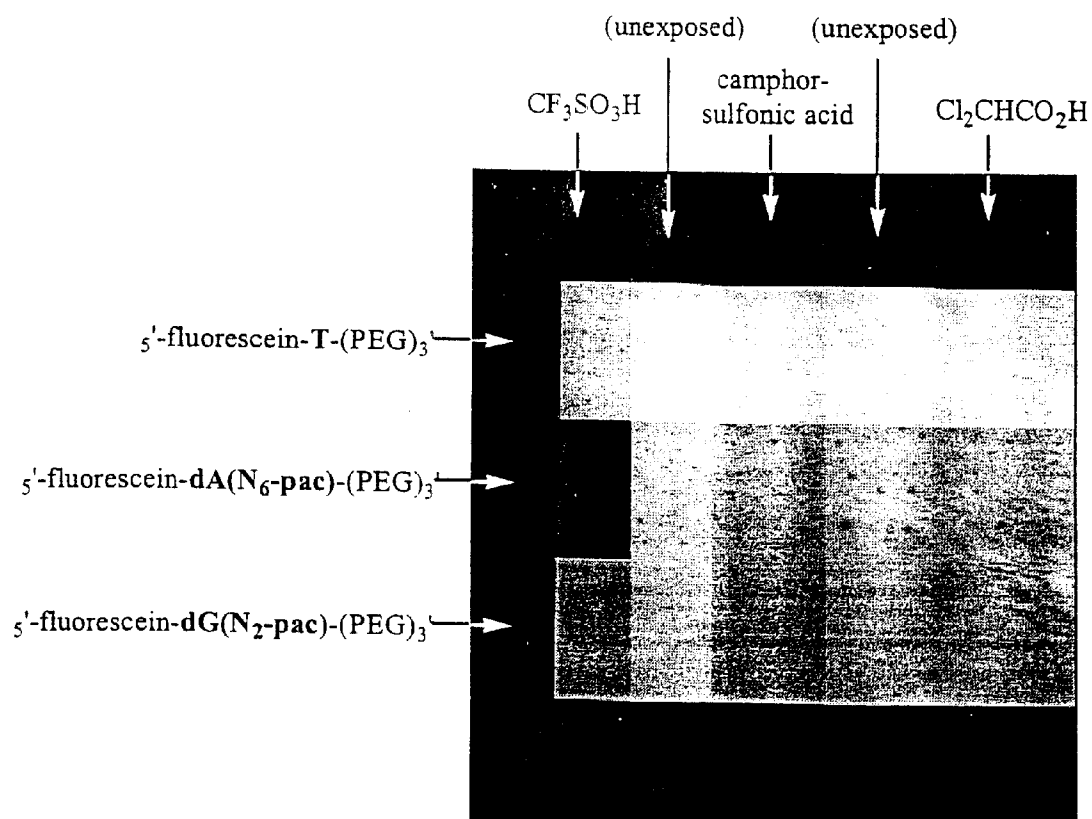 (unexposed) (unexposed)
CF₃SO₃H
camphor-
sulfonic acid
Cl₂CHCO₂H
5'-fluorescein-T-(PEG)₃
5'-fluorescein-dA(N₆-pac)-(PEG)₃
5'-fluorescein-dG(N₂-pac)-(PEG)₃